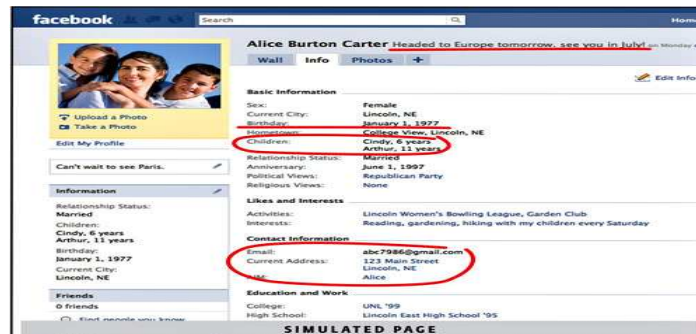 facebook
Search
Home
Alice Burton Carter Headed to Europe tomorrow, see you in July! on Monday
Wall Info Photos +
Edit Info
Upload a Photo
Take a Photo
Edit My Profile
Can't wait to see Paris.
Information
Relationship Status:
Married
Children:
Cindy, 6 years
Arthur, 11 years
Birthday:
January 1, 1977
Current City:
Lincoln, NE
Friends
0 friends
Find people you know
Basic Information
Sex: Female
Current City: Lincoln, NE
Birthday: January 1, 1977
Hometown: College View, Lincoln, NE
Children: Cindy, 6 years
Arthur, 11 years
Relationship Status: Married
Anniversary: June 1, 1997
Political Views: Republican Party
Religious Views: None
Likes and Interests
Activities: Lincoln Women's Bowling League, Garden Club
Interests: Reading, gardening, hiking with my children every Saturday
Contact Information
Email: abc7986@gmail.com
Current Address: 123 Main Street
Lincoln, NE
AIM: Alice
Education and Work
College: UNL '99
High School: Lincoln East High School '95
SIMULATED PAGE